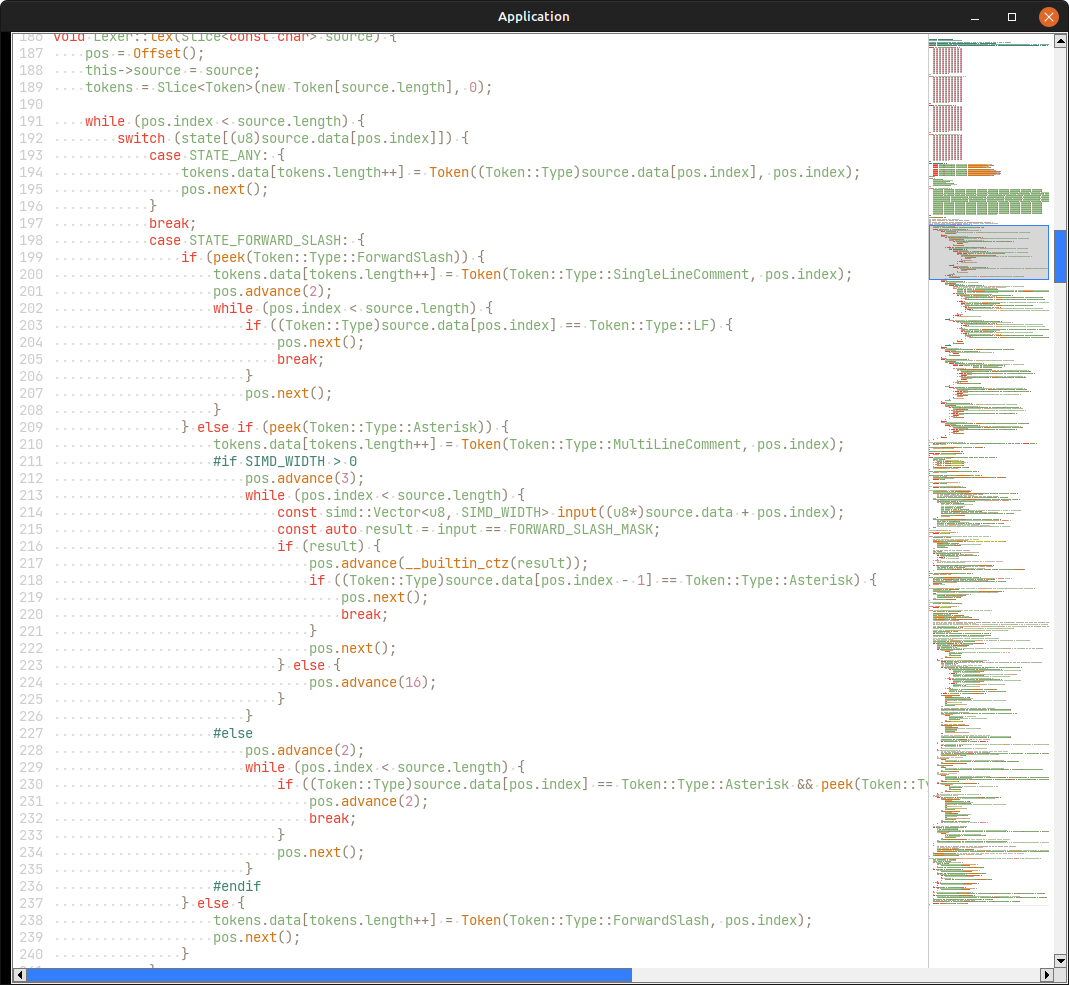 Application
186 void Lexer::lex(Slice<const char> source) {
187     pos = Offset();
188     this->source = source;
189     tokens = Slice<Token>(new Token[source.length], 0);
190
191     while (pos.index < source.length) {
192         switch (state[(u8)source.data[pos.index]]) {
193             case STATE_ANY: {
194                 tokens.data[tokens.length++] = Token((Token::Type)source.data[pos.index], pos.index);
195                 pos.next();
196             }
197             break;
198             case STATE_FORWARD_SLASH: {
199                 if (peek(Token::Type::ForwardSlash)) {
200                     tokens.data[tokens.length++] = Token(Token::Type::SingleLineComment, pos.index);
201                     pos.advance(2);
202                     while (pos.index < source.length) {
203                         if ((Token::Type)source.data[pos.index] == Token::Type::LF) {
204                             pos.next();
205                             break;
206                         }
207                         pos.next();
208                     }
209                 } else if (peek(Token::Type::Asterisk)) {
210                     tokens.data[tokens.length++] = Token(Token::Type::MultiLineComment, pos.index);
211                     #if SIMD_WIDTH > 0
212                         pos.advance(3);
213                         while (pos.index < source.length) {
214                             const simd::Vector<u8, SIMD_WIDTH> input((u8*)source.data + pos.index);
215                             const auto result = input == FORWARD_SLASH_MASK;
216                             if (result) {
217                                 pos.advance(__builtin_ctz(result));
218                                 if ((Token::Type)source.data[pos.index - 1] == Token::Type::Asterisk) {
219                                     pos.next();
220                                     break;
221                                 }
222                                 pos.next();
223                             } else {
224                                 pos.advance(16);
225                             }
226                         }
227                     #else
228                         pos.advance(2);
229                         while (pos.index < source.length) {
230                             if ((Token::Type)source.data[pos.index] == Token::Type::Asterisk && peek(Token::Ty
231                                 pos.advance(2);
232                                 break;
233                             }
234                             pos.next();
235                         }
236                     #endif
237                 } else {
238                     tokens.data[tokens.length++] = Token(Token::Type::ForwardSlash, pos.index);
239                     pos.next();
240                 }